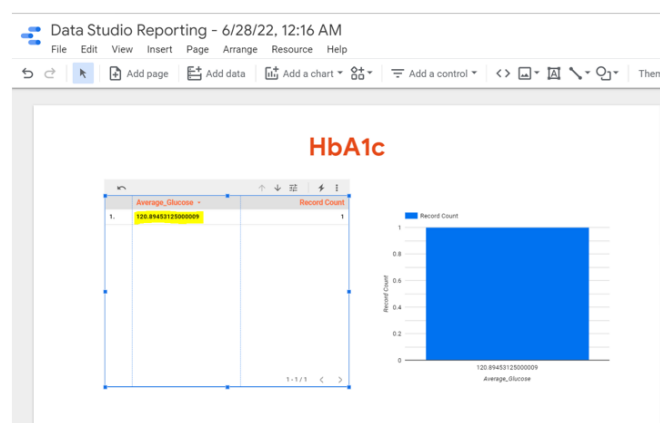 Data Studio Reporting - 6/28/22, 12:16 AM
File Edit View Insert Page Arrange Resource Help
Add page Add data Add a chart Add a control Them
HbA1c
Average_Glucose Record Count
1. 120.89453125000009 1
1 - 1 / 1
Record Count
1
0.8
0.6
0.4
0.2
0
Record Count
120.89453125000009
Average_Glucose